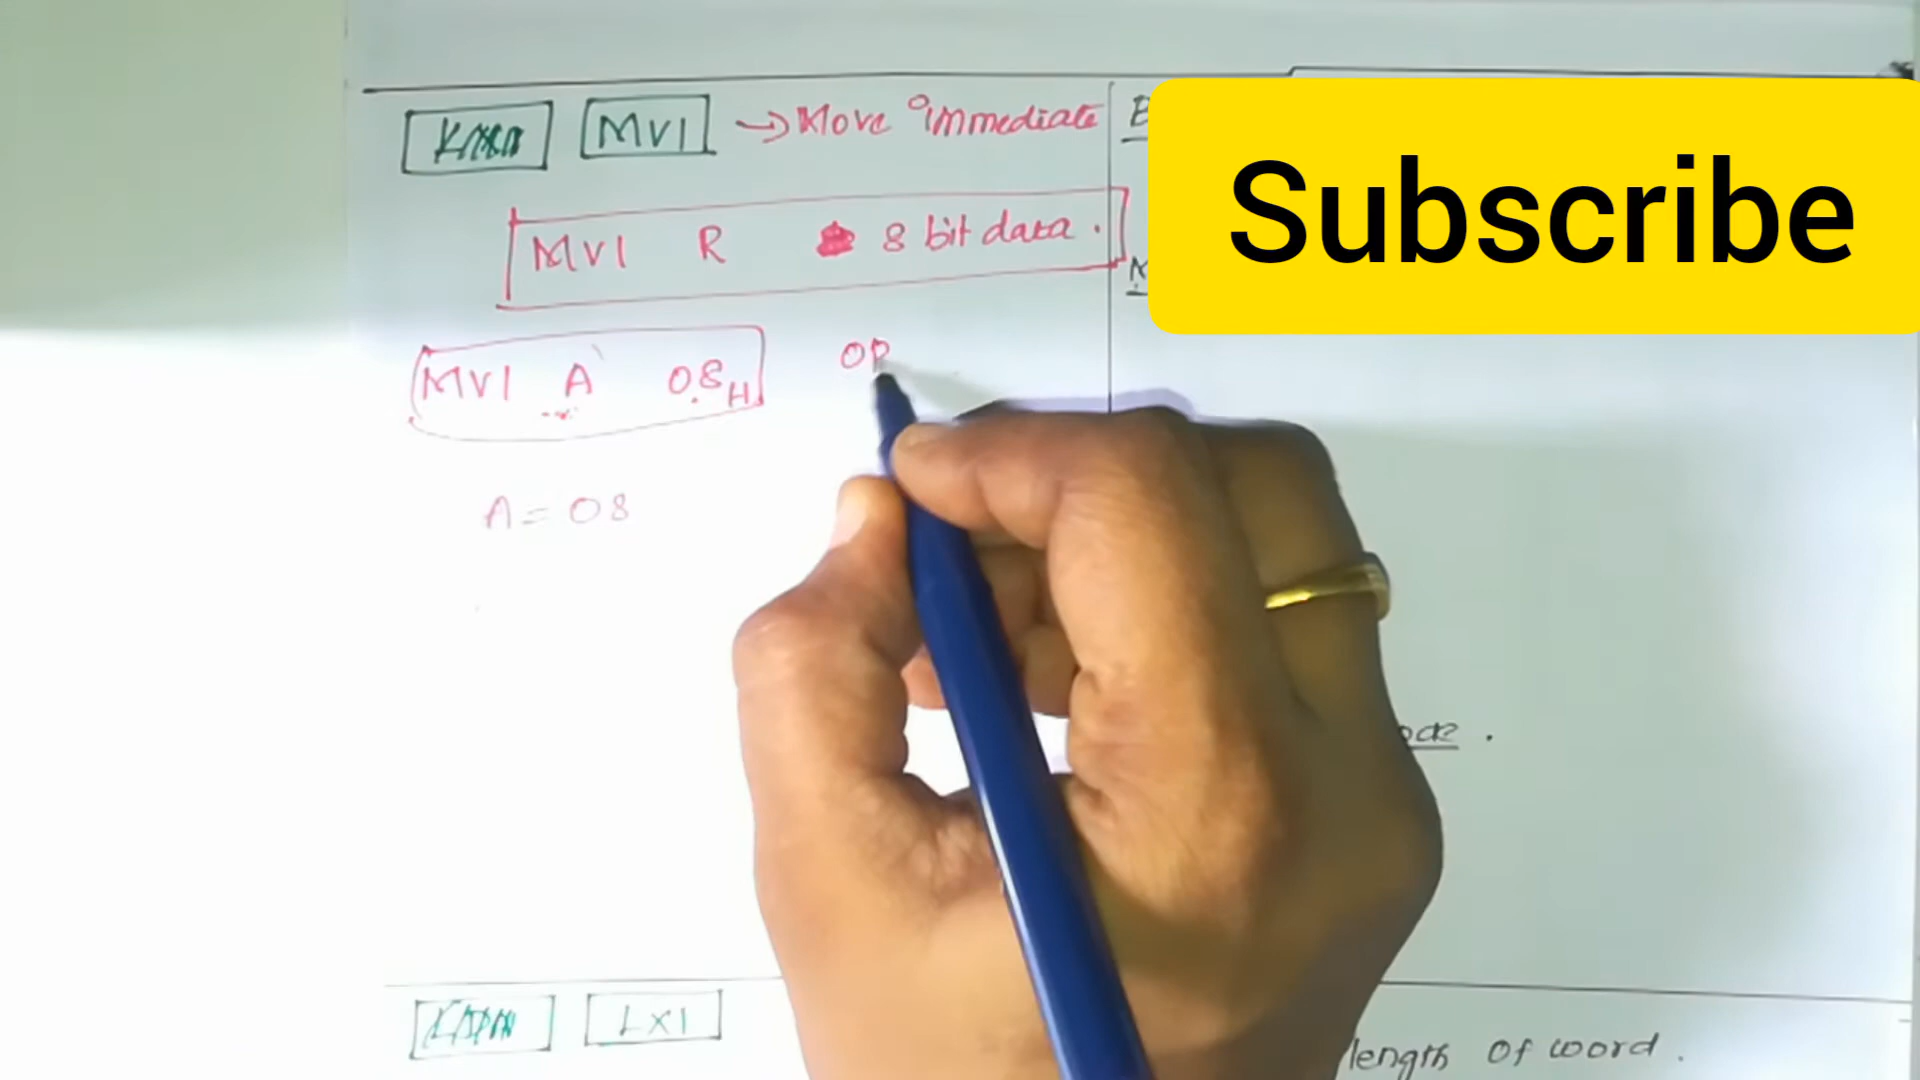 MVI → Move immediate
Subscribe
MVI R 8 bit data.
MVI A 08H OP
A = 08
LXI
length of word.